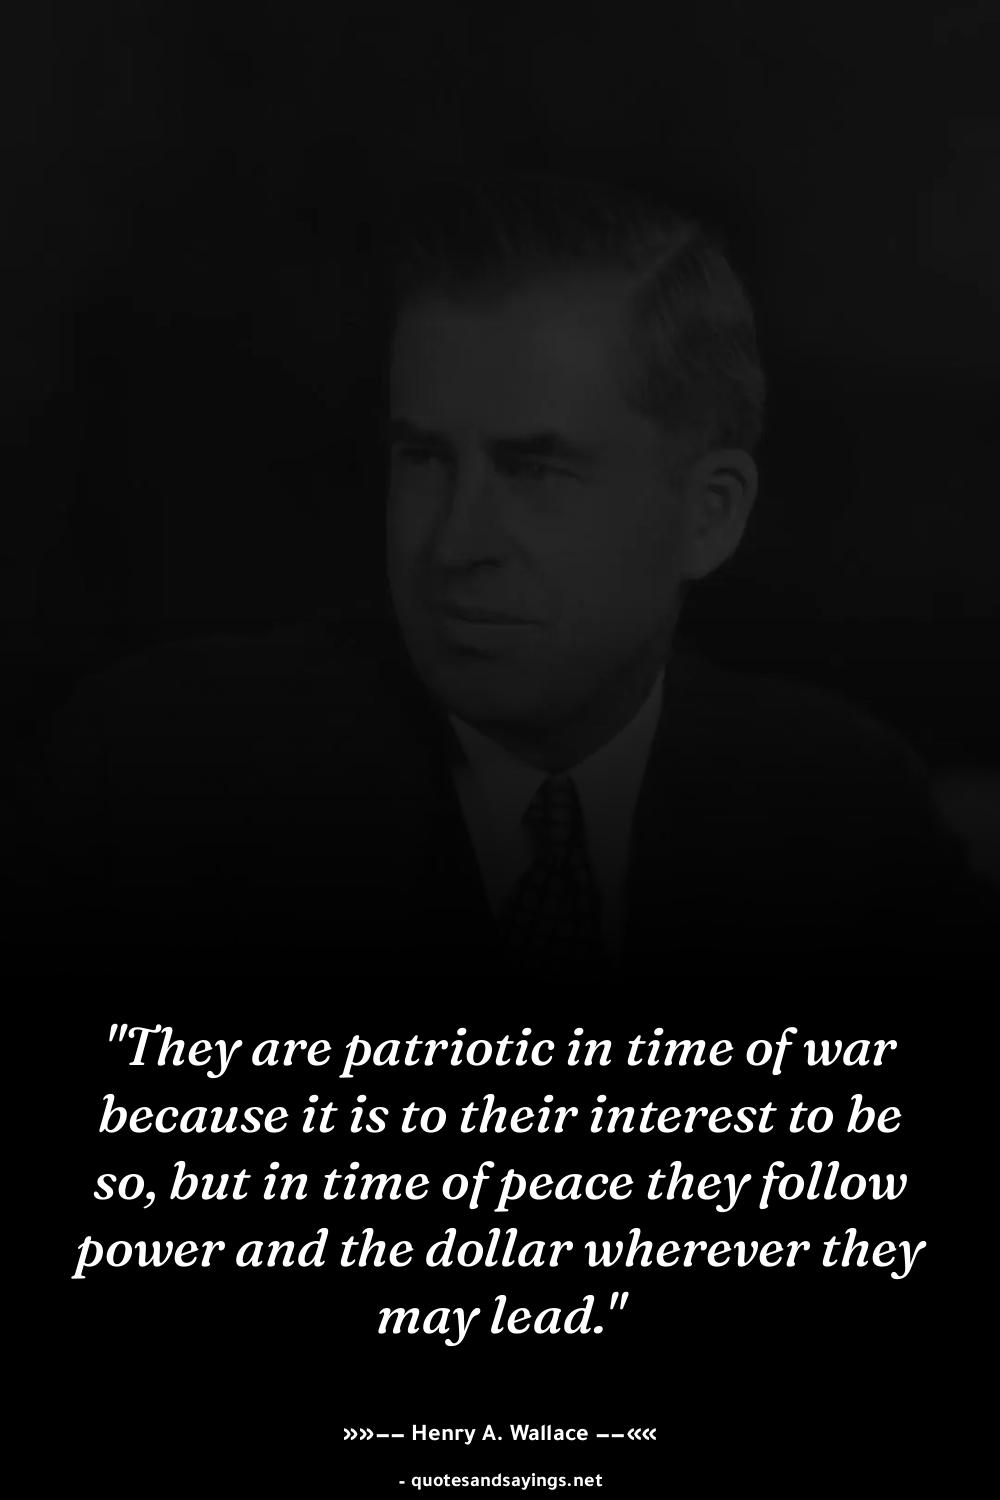 "They are patriotic in time of war
because it is to their interest to be
so, but in time of peace they follow
power and the dollar wherever they
may lead."
»»−− Henry A. Wallace −−««
- quotesandsayings.net